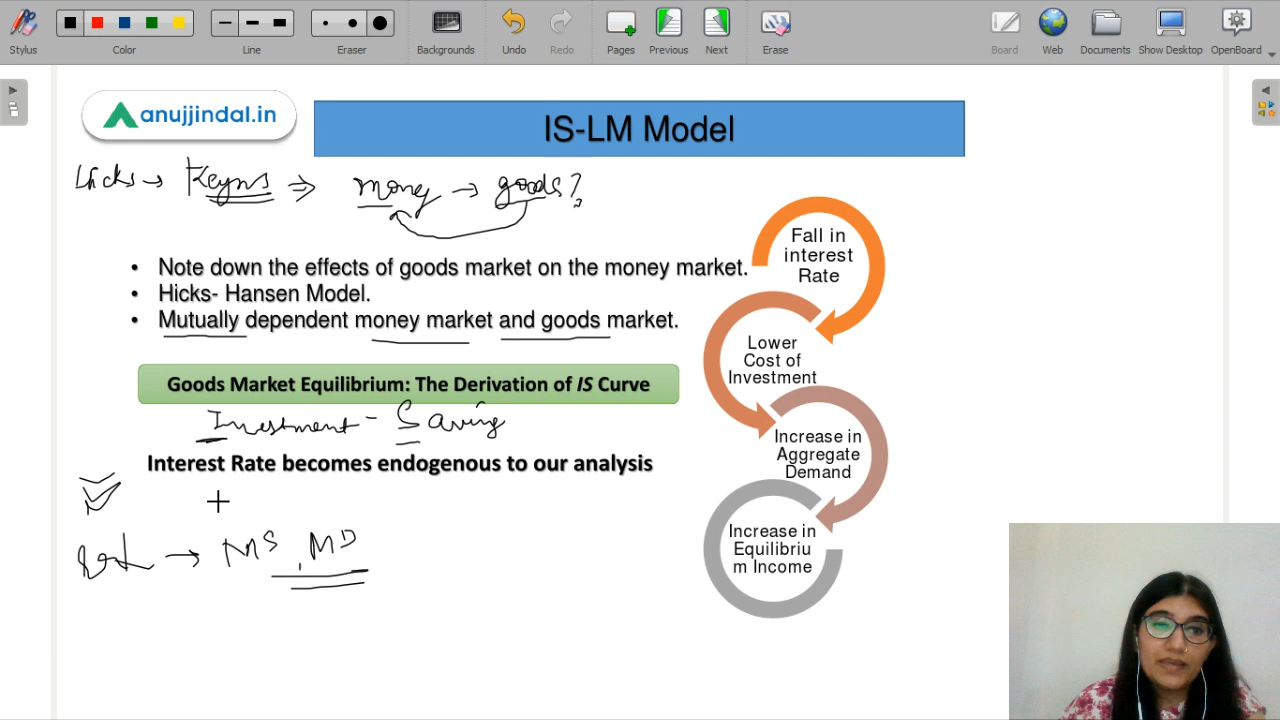 Stylus Color Line Eraser Backgrounds Undo Redo Pages Previous Next Erase Board Web Documents Show Desktop OpenBoard
anujjindal.in
IS-LM Model
Hicks → Keyns ⇒ money → goods?
• Note down the effects of goods market on the money market.
• Hicks- Hansen Model.
• Mutually dependent money market and goods market.
Goods Market Equilibrium: The Derivation of IS Curve
Investment - Saving
Interest Rate becomes endogenous to our analysis
+
→ MS, MD
Fall in
interest
Rate
Lower
Cost of
Investment
Increase in
Aggregate
Demand
Increase in
Equilibriu
m Income